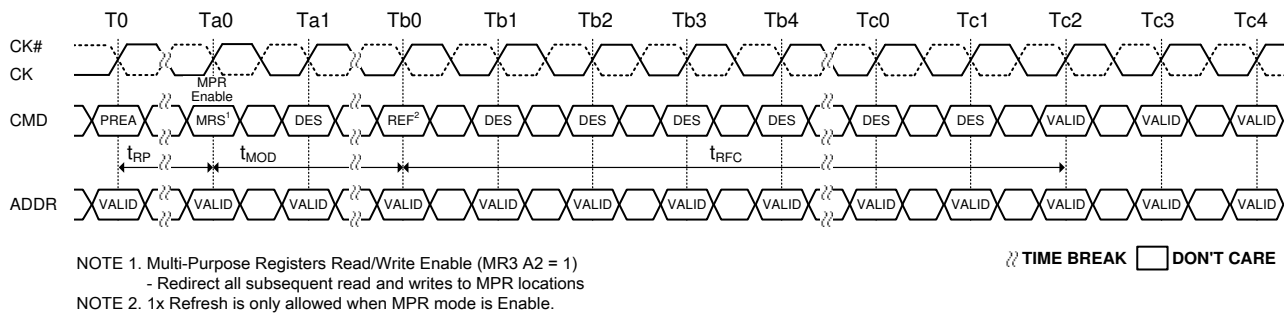 T0 Ta0 Ta1 Tb0 Tb1 Tb2 Tb3 Tb4 Tc0 Tc1 Tc2 Tc3 Tc4
CK#
CK
MPR
Enable
CMD PREA MRS1 DES REF2 DES DES DES DES DES DES VALID VALID VALID
tRP tMOD tRFC
ADDR VALID VALID VALID VALID VALID VALID VALID VALID VALID VALID VALID VALID VALID
NOTE 1. Multi-Purpose Registers Read/Write Enable (MR3 A2 = 1)
- Redirect all subsequent read and writes to MPR locations
NOTE 2. 1x Refresh is only allowed when MPR mode is Enable.
TIME BREAK DON'T CARE